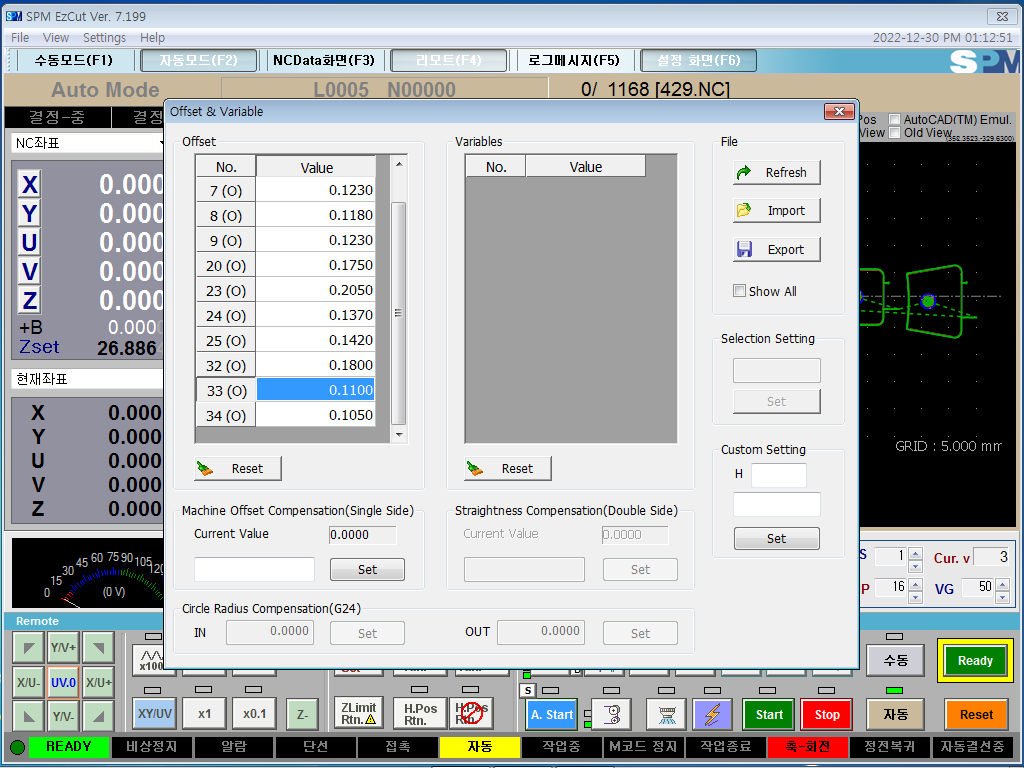 SPM EzCut Ver. 7.199
File View Settings Help
2022-12-30 PM 01:12:51
수동모드(F1) 자동모드(F2) NCData화면(F3) 리모트(F4) 로그메시지(F5) 설정 화면(F6) SPM
Auto Mode L0005 N00000 0/ 1168 [429.NC]
결정-중 결정
Offset & Variable
Pos AutoCAD(TM) Emul.
View Old View
NC좌표
X 0.000
Y 0.000
U 0.000
V 0.000
Z 0.000
+B 0.000
Zset 26.886
현재좌표
X 0.000
Y 0.000
U 0.000
V 0.000
Z 0.000
Offset
No. Value
7 (O) 0.1230
8 (O) 0.1180
9 (O) 0.1230
20 (O) 0.1750
23 (O) 0.2050
24 (O) 0.1370
25 (O) 0.1420
32 (O) 0.1800
33 (O) 0.1100
34 (O) 0.1050
Reset
Variables
No. Value
Reset
File
Refresh
Import
Export
Show All
Selection Setting
Set
Custom Setting
H
Set
Machine Offset Compensation(Single Side)
Current Value 0.0000
Set
Straightness Compensation(Double Side)
Current Value 0.0000
Set
Circle Radius Compensation(G24)
IN 0.0000 Set OUT 0.0000 Set
GRID : 5.000 mm
0 15 30 45 60 75 90 105 120
(0 V)
S 1 Cur. v 3
P 16 VG 50
Remote
Y/V+
X/U- UV.0 X/U+
Y/V-
x100
XY/UV x1 x0.1 Z-
ZLimit Rtn.
H.Pos Rtn.
H.Pos Rtn.
S
A. Start
Start Stop
수동 Ready
자동 Reset
READY 비상정지 알람 단선 접촉 자동 작업중 M코드 정지 작업종료 축-회전 정전복귀 자동결선중